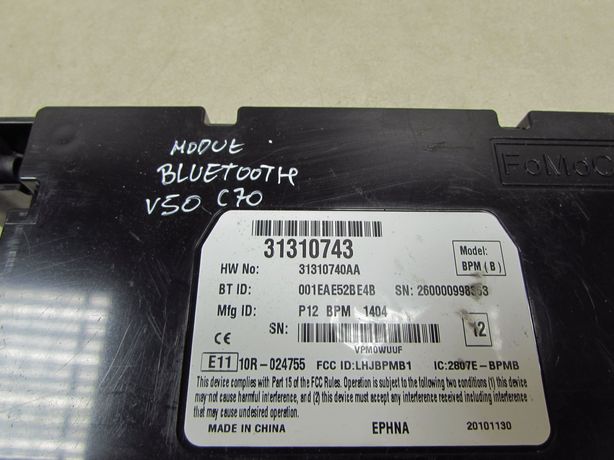 MODUŁ
BLUETOOTH
V50 C70
FoMoC
31310743
Model:
BPM ( B )
HW No: 31310740AA
BT ID: 001EAE52BE4B SN: 260000998353
Mfg ID: P12 BPM 1404
SN:
VPM0WUUF
12
CE
E11 10R-024755 FCC ID:LHJBPMB1 IC:2807E-BPMB
This device complies with Part 15 of the FCC Rules. Operation is subject to the following two conditions (1) this device
may not cause harmful interference, and (2) this device must accept any interference received including interference
that may cause undesired operation.
MADE IN CHINA EPHNA 20101130